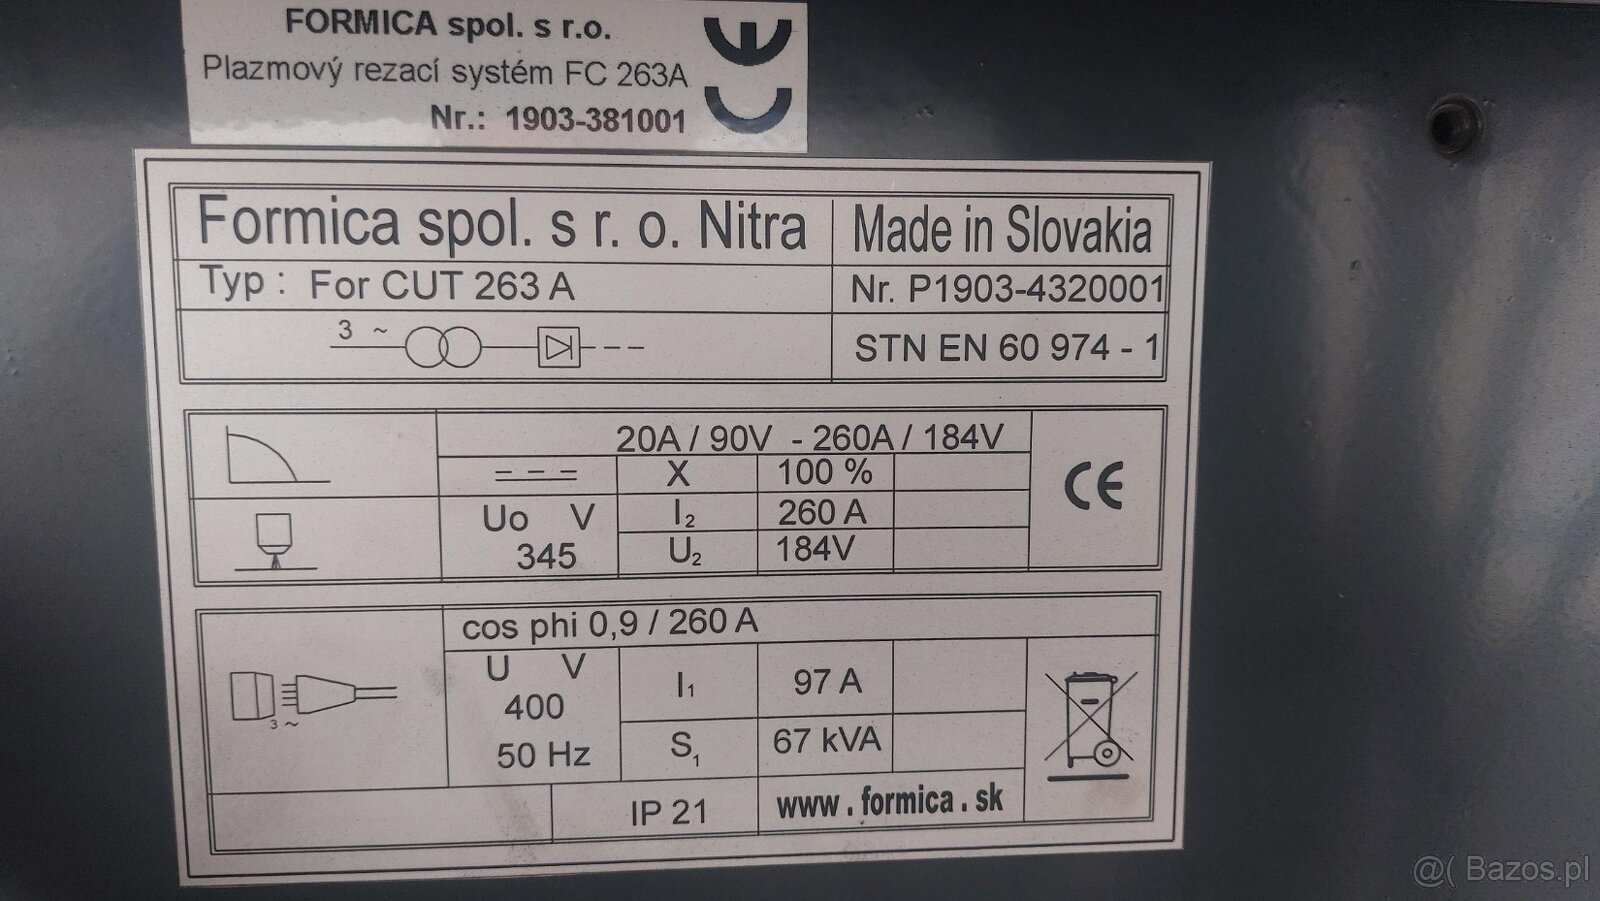 FORMICA spol. s r.o.
Plazmový rezací systém FC 263A
Nr.: 1903-381001
CE
Formica spol. s r. o. Nitra
Made in Slovakia
Typ : For CUT 263 A
Nr. P1903-4320001
3 ~
STN EN 60 974 - 1
20A / 90V - 260A / 184V
X 100 %
Uo V
345
I2 260 A
U2 184V
CE
cos phi 0,9 / 260 A
U V
400
50 Hz
I1 97 A
S1 67 kVA
3 ~
IP 21
www.formica.sk
@( Bazos.pl